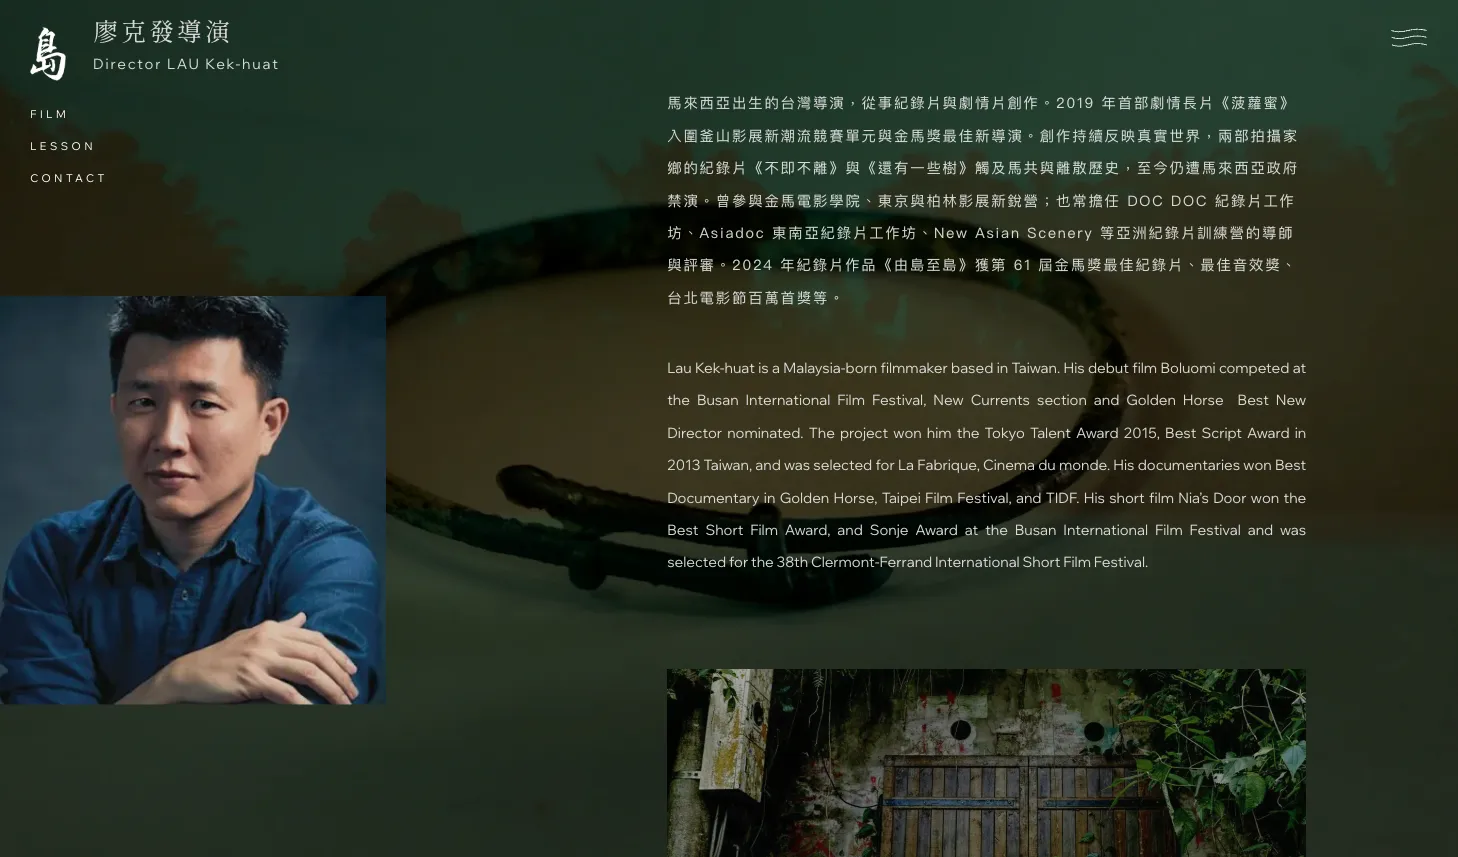 島
廖克發導演
Director LAU Kek-huat
FILM
LESSON
CONTACT
馬來西亞出生的台灣導演，從事紀錄片與劇情片創作。2019 年首部劇情長片《菠蘿蜜》
入圍釜山影展新潮流競賽單元與金馬獎最佳新導演。創作持續反映真實世界，兩部拍攝家
鄉的紀錄片《不即不離》與《還有一些樹》觸及馬共與離散歷史，至今仍遭馬來西亞政府
禁演。曾參與金馬電影學院、東京與柏林影展新銳營；也常擔任 DOC DOC 紀錄片工作
坊、Asiadoc 東南亞紀錄片工作坊、New Asian Scenery 等亞洲紀錄片訓練營的導師
與評審。2024 年紀錄片作品《由島至島》獲第 61 屆金馬獎最佳紀錄片、最佳音效獎、
台北電影節百萬首獎等。
Lau Kek-huat is a Malaysia-born filmmaker based in Taiwan. His debut film Boluomi competed at
the Busan International Film Festival, New Currents section and Golden Horse Best New
Director nominated. The project won him the Tokyo Talent Award 2015, Best Script Award in
2013 Taiwan, and was selected for La Fabrique, Cinema du monde. His documentaries won Best
Documentary in Golden Horse, Taipei Film Festival, and TIDF. His short film Nia's Door won the
Best Short Film Award, and Sonje Award at the Busan International Film Festival and was
selected for the 38th Clermont-Ferrand International Short Film Festival.